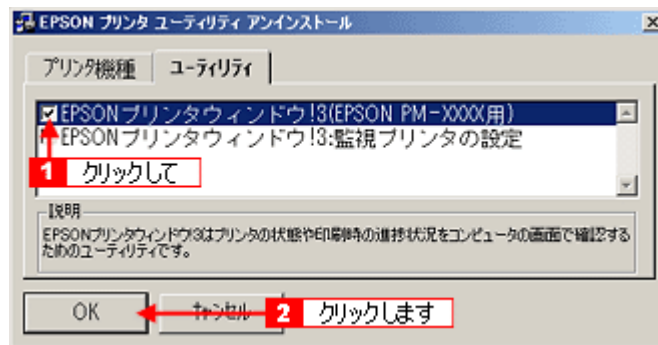 EPSON プリンタ ユーティリティ アンインストール
プリンタ機種 ユーティリティ
EPSONプリンタウィンドウ!3(EPSON PM-XXXX用)
EPSONプリンタウィンドウ!3:監視プリンタの設定
1 クリックして
説明
EPSONプリンタウィンドウ!3はプリンタの状態や印刷時の進捗状況をコンピュータの画面で確認する
ためのユーティリティです。
OK キャンセル 2 クリックします